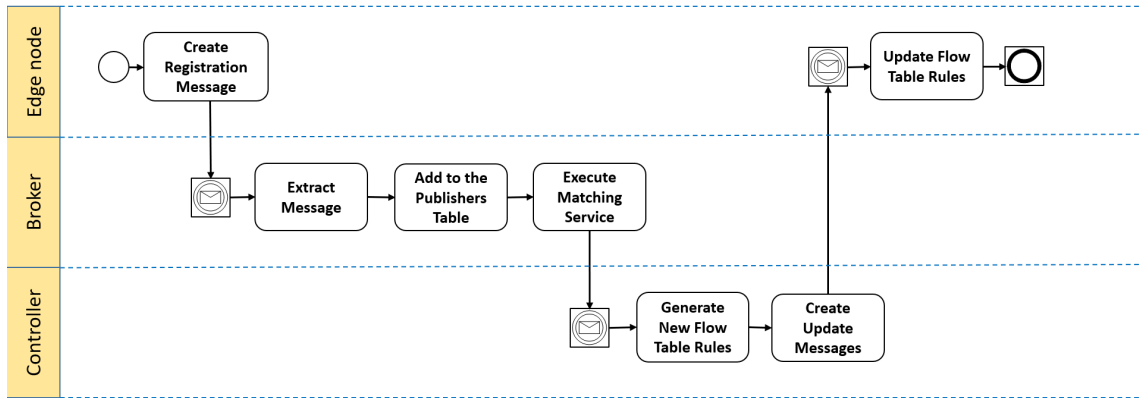 Edge node
Create
Registration
Message
Update Flow
Table Rules
Broker
Extract
Message
Add to the
Publishers
Table
Execute
Matching
Service
Controller
Generate
New Flow
Table Rules
Create
Update
Messages